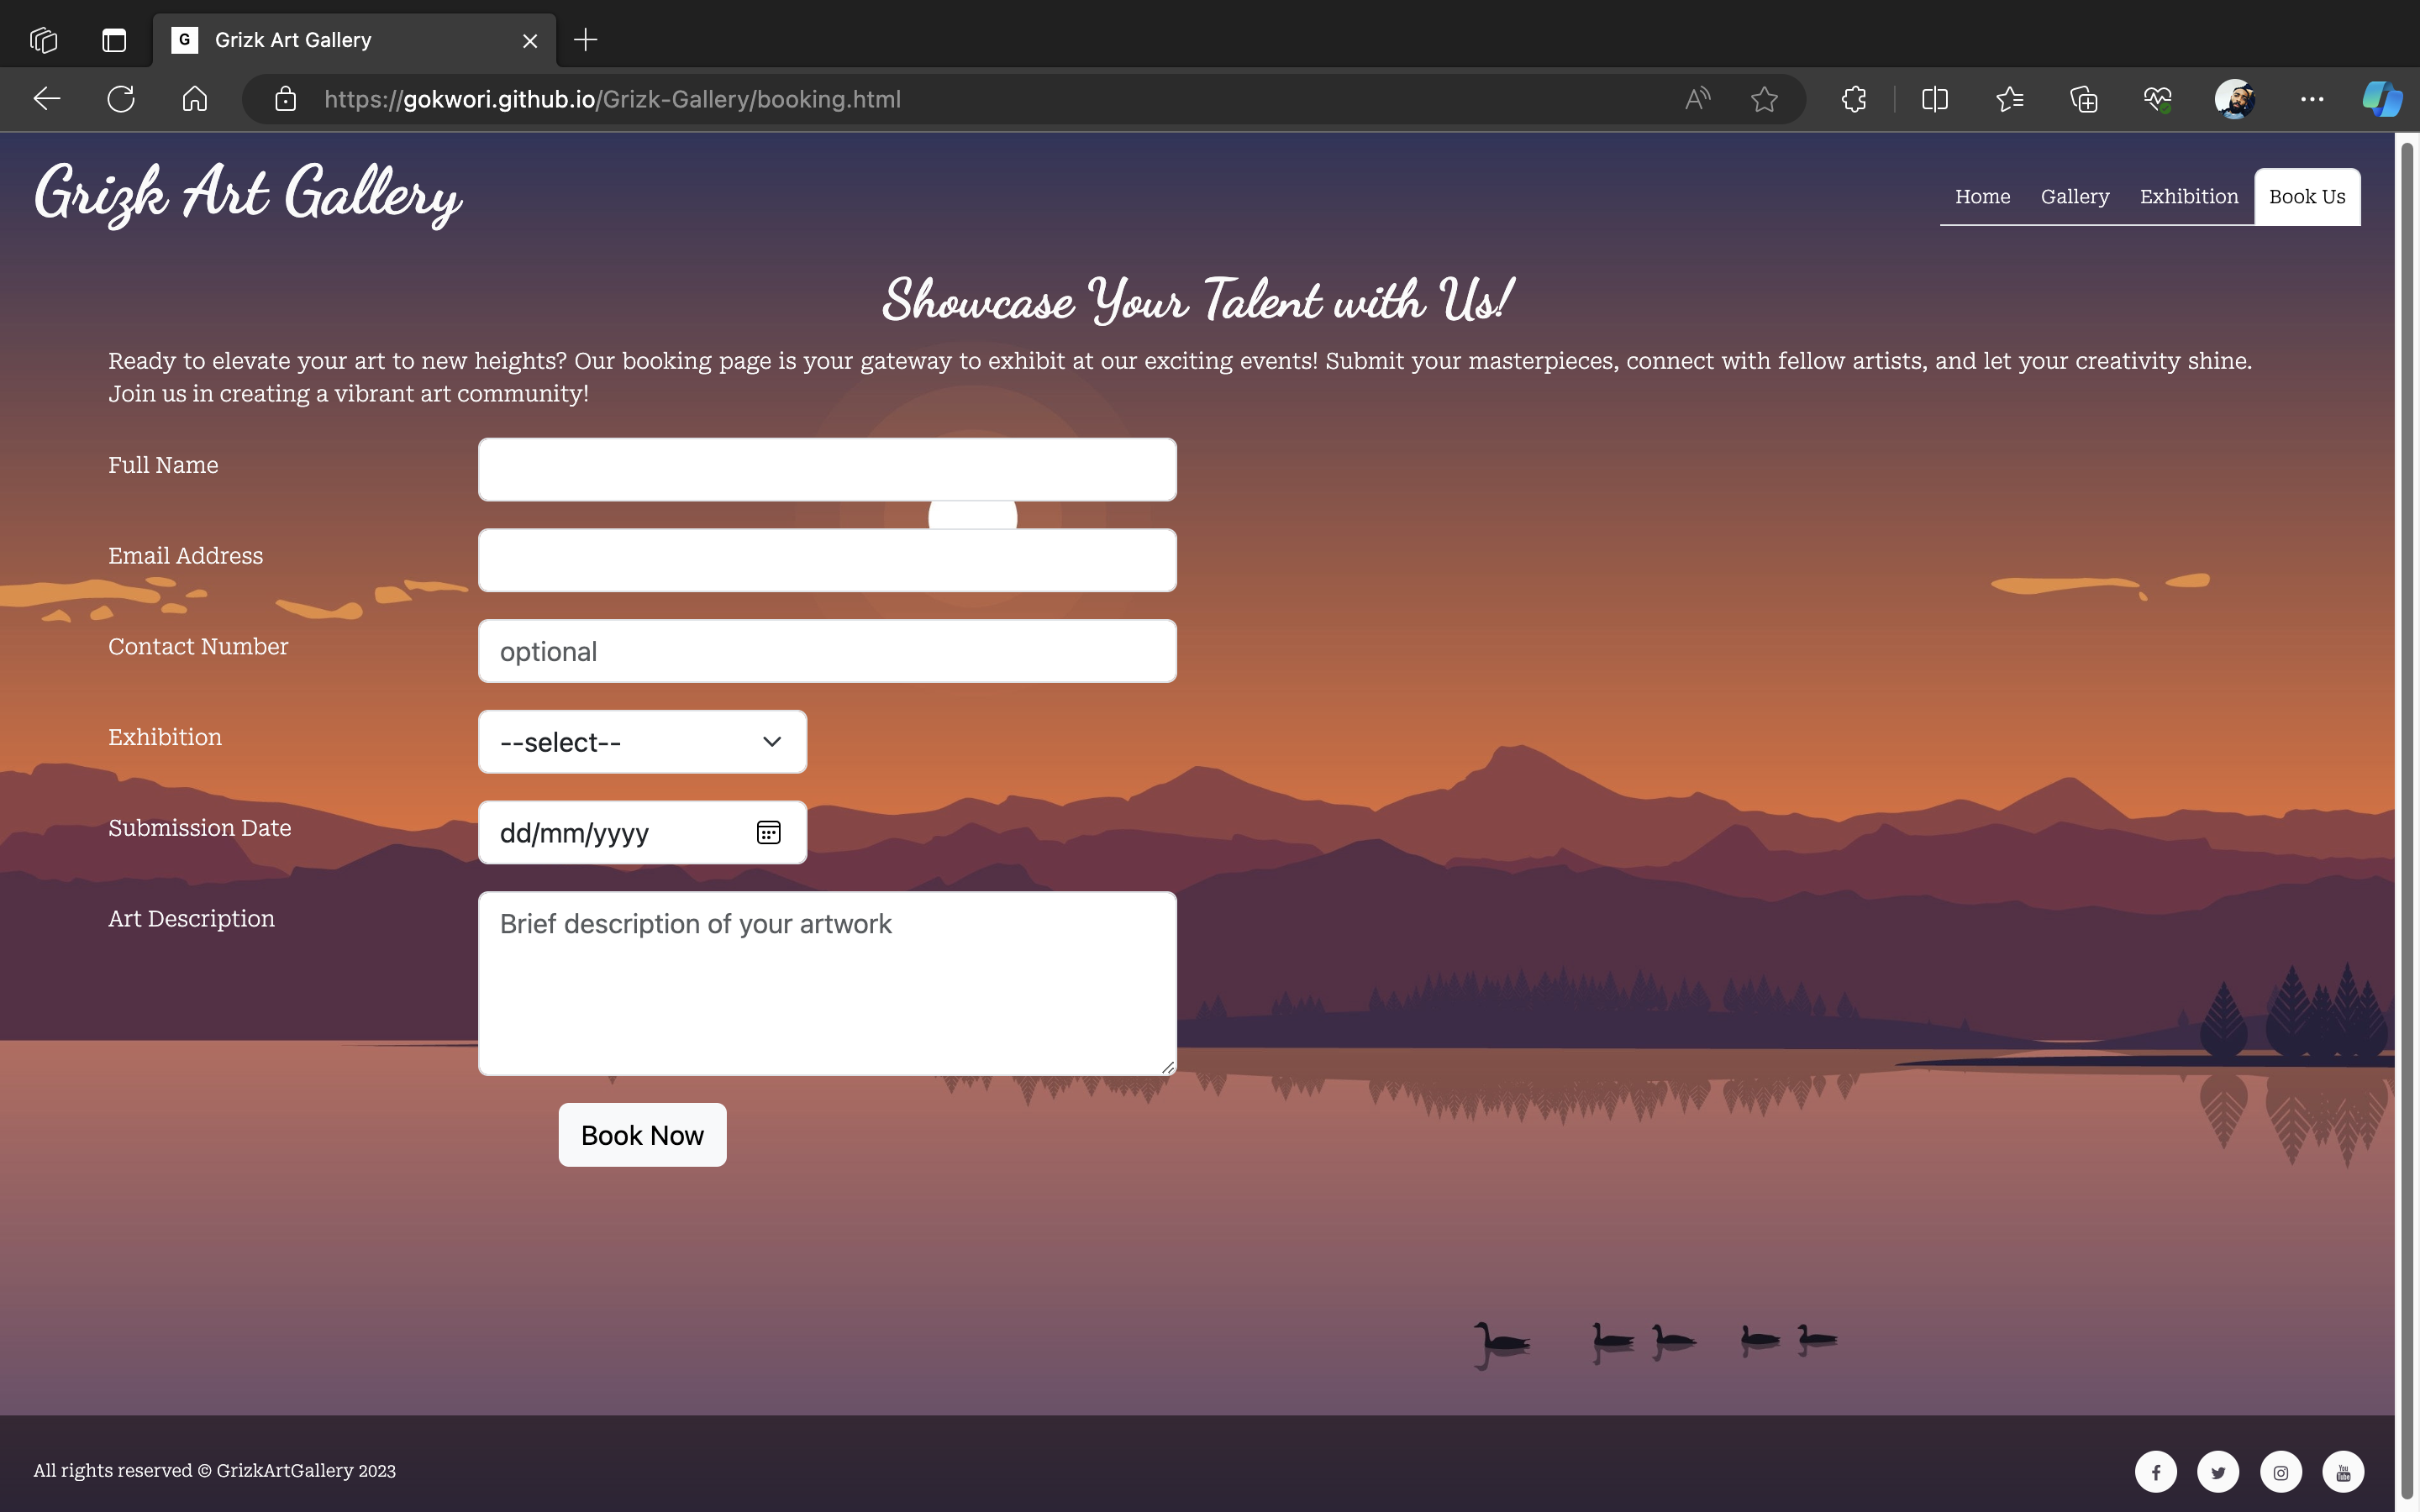 G Grizk Art Gallery
https://gokwori.github.io/Grizk-Gallery/booking.html
Grizk Art Gallery
Home Gallery Exhibition Book Us
Showcase Your Talent with Us!
Ready to elevate your art to new heights? Our booking page is your gateway to exhibit at our exciting events! Submit your masterpieces, connect with fellow artists, and let your creativity shine.
Join us in creating a vibrant art community!
Full Name
Email Address
Contact Number optional
Exhibition --select--
Submission Date dd/mm/yyyy
Art Description Brief description of your artwork
Book Now
All rights reserved © GrizkArtGallery 2023
You
Tube